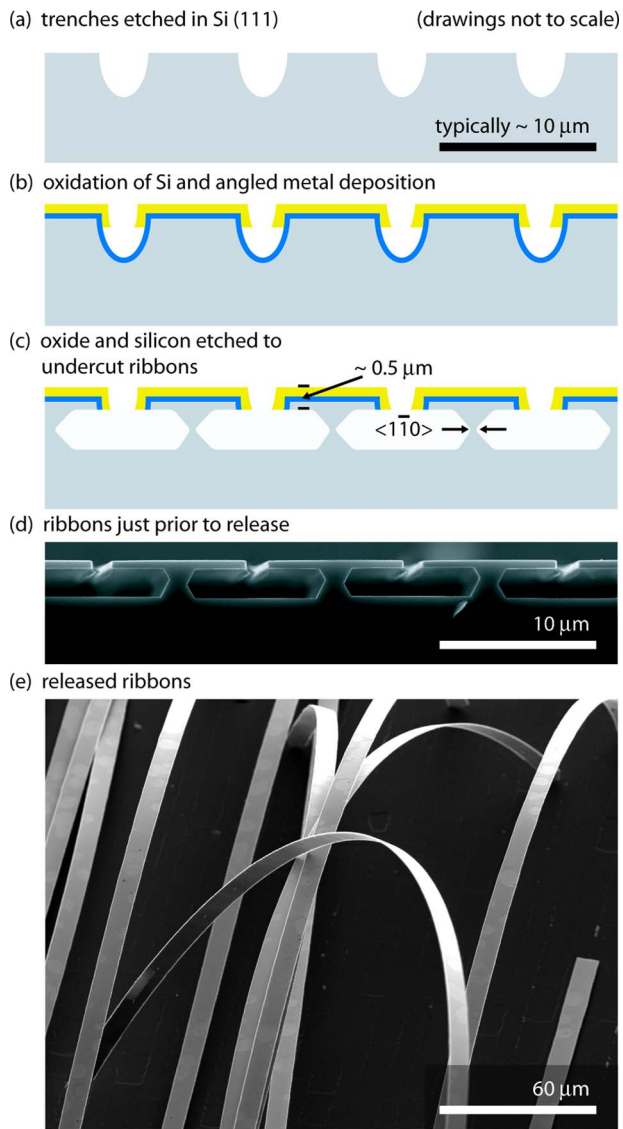 (a) trenches etched in Si (111) (drawings not to scale)
typically ~ 10 μm
(b) oxidation of Si and angled metal deposition
(c) oxide and silicon etched to
undercut ribbons
~ 0.5 μm
<11̅0>
(d) ribbons just prior to release
10 μm
(e) released ribbons
60 μm